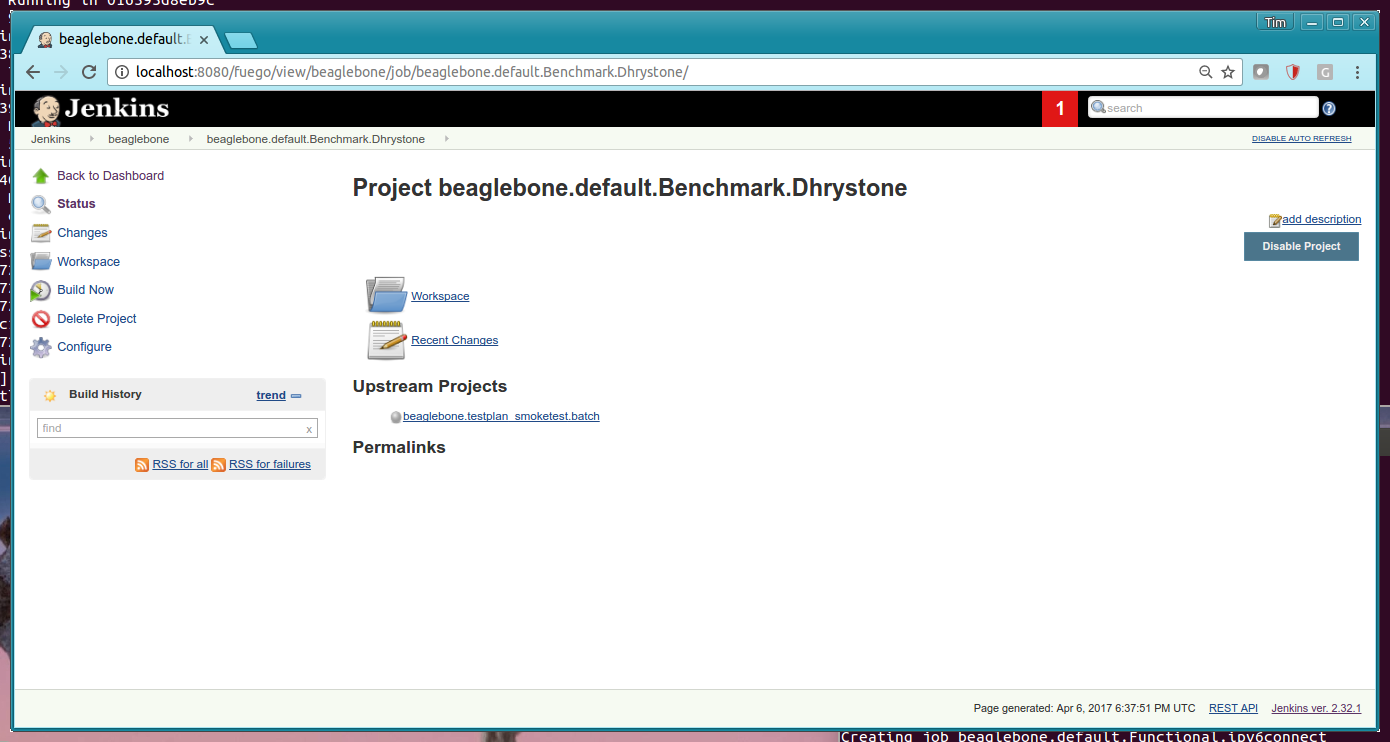 Running in 616393d8eb9c
Tim
beaglebone.default.B
localhost:8080/fuego/view/beaglebone/job/beaglebone.default.Benchmark.Dhrystone/
Jenkins
1
search
Jenkins beaglebone beaglebone.default.Benchmark.Dhrystone
DISABLE AUTO REFRESH
Back to Dashboard
Status
Changes
Workspace
Build Now
Delete Project
Configure
Build History trend
find x
RSS for all RSS for failures
Project beaglebone.default.Benchmark.Dhrystone
add description
Disable Project
Workspace
Recent Changes
Upstream Projects
beaglebone.testplan_smoketest.batch
Permalinks
Page generated: Apr 6, 2017 6:37:51 PM UTC REST API Jenkins ver. 2.32.1
Creating job beaglebone.default.Functional.ipv6connect